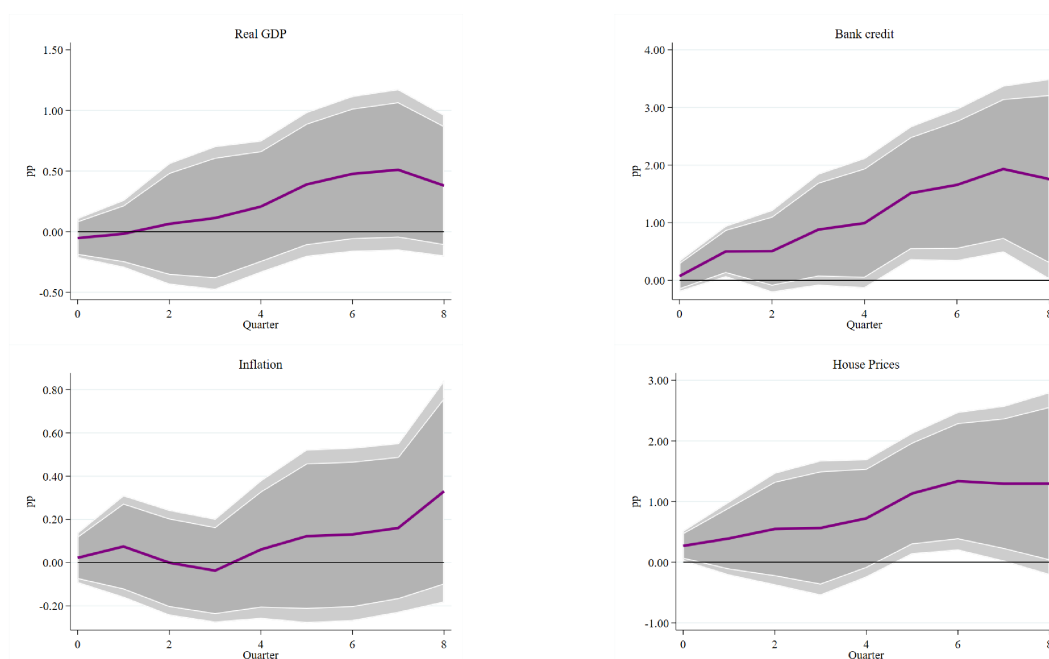 Real GDP
1.50
1.00
0.50
0.00
-0.50
pp
0 2 4 6 8
Quarter
Bank credit
4.00
3.00
2.00
1.00
0.00
pp
0 2 4 6 8
Quarter
Inflation
0.80
0.60
0.40
0.20
0.00
-0.20
pp
0 2 4 6 8
Quarter
House Prices
3.00
2.00
1.00
0.00
-1.00
pp
0 2 4 6 8
Quarter